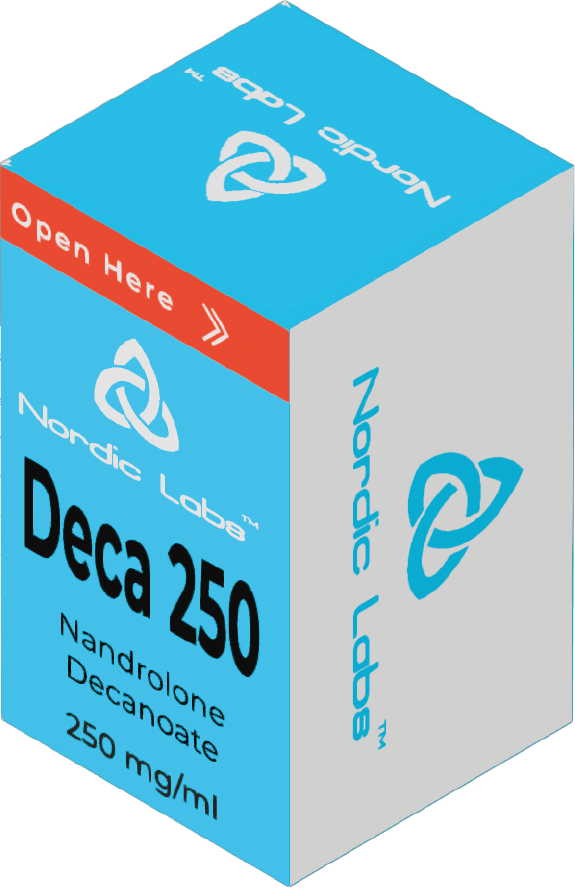 Nordic Labs™
Open Here »
Nordic Labs™
Deca 250
Nandrolone
Decanoate
250 mg/ml
Nordic Labs™